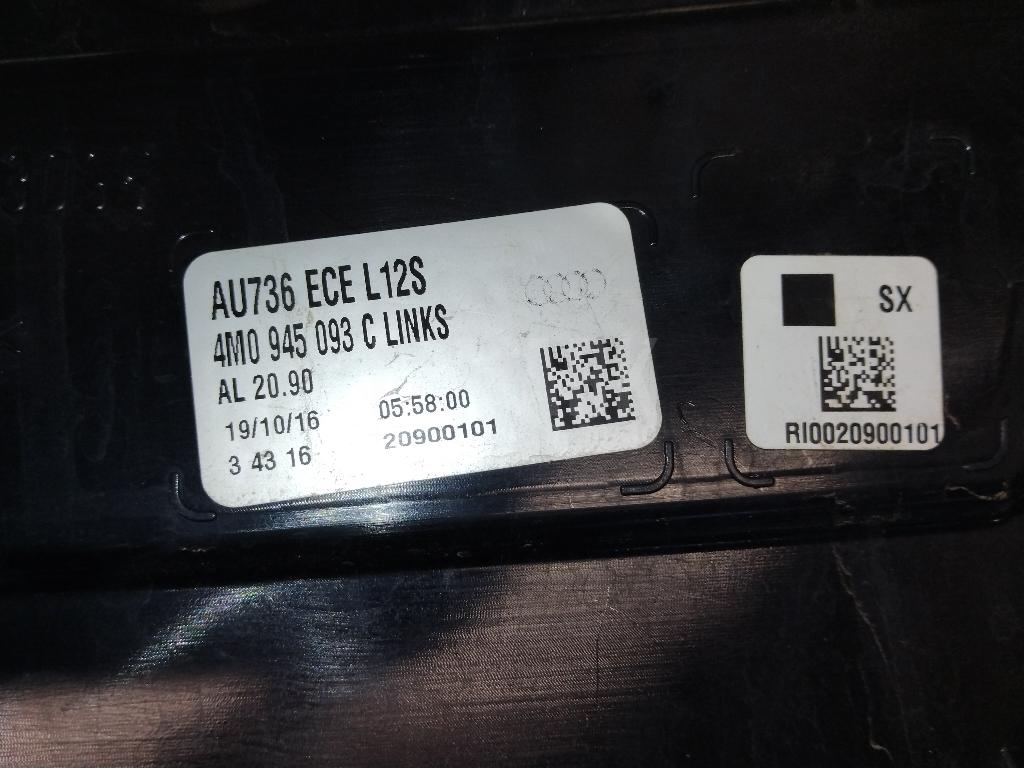 AU736 ECE L12S
4M0 945 093 C LINKS
AL 20.90
19/10/16 05:58:00
3 43 16 20900101
SX
RI0020900101